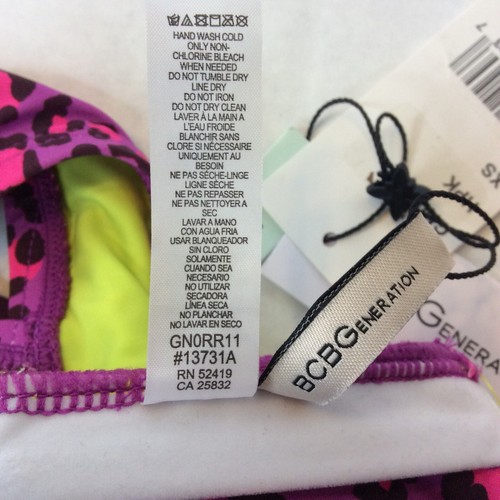 HAND WASH COLD
ONLY NON-
CHLORINE BLEACH
WHEN NEEDED
DO NOT TUMBLE DRY
LINE DRY
DO NOT IRON
DO NOT DRY CLEAN
LAVER À LA MAIN A
L'EAU FROIDE
BLANCHIR SANS
CLORE SI NÉCESSAIRE
UNIQUEMENT AU
BESOIN
NE PAS SÈCHE-LINGE
LIGNE SÈCHE
NE PAS REPASSER
NE PAS NETTOYER A
SEC
LAVAR A MANO
CON AGUA FRIA
USAR BLANQUEADOR
SIN CLORO
SOLAMENTE
CUANDO SEA
NECESARIO
NO UTILIZAR
SECADORA
LÍNEA SECA
NO PLANCHAR
NO LAVAR EN SECO
GN0RR11
#13731A
RN 52419
CA 25832
BCBGENERATION